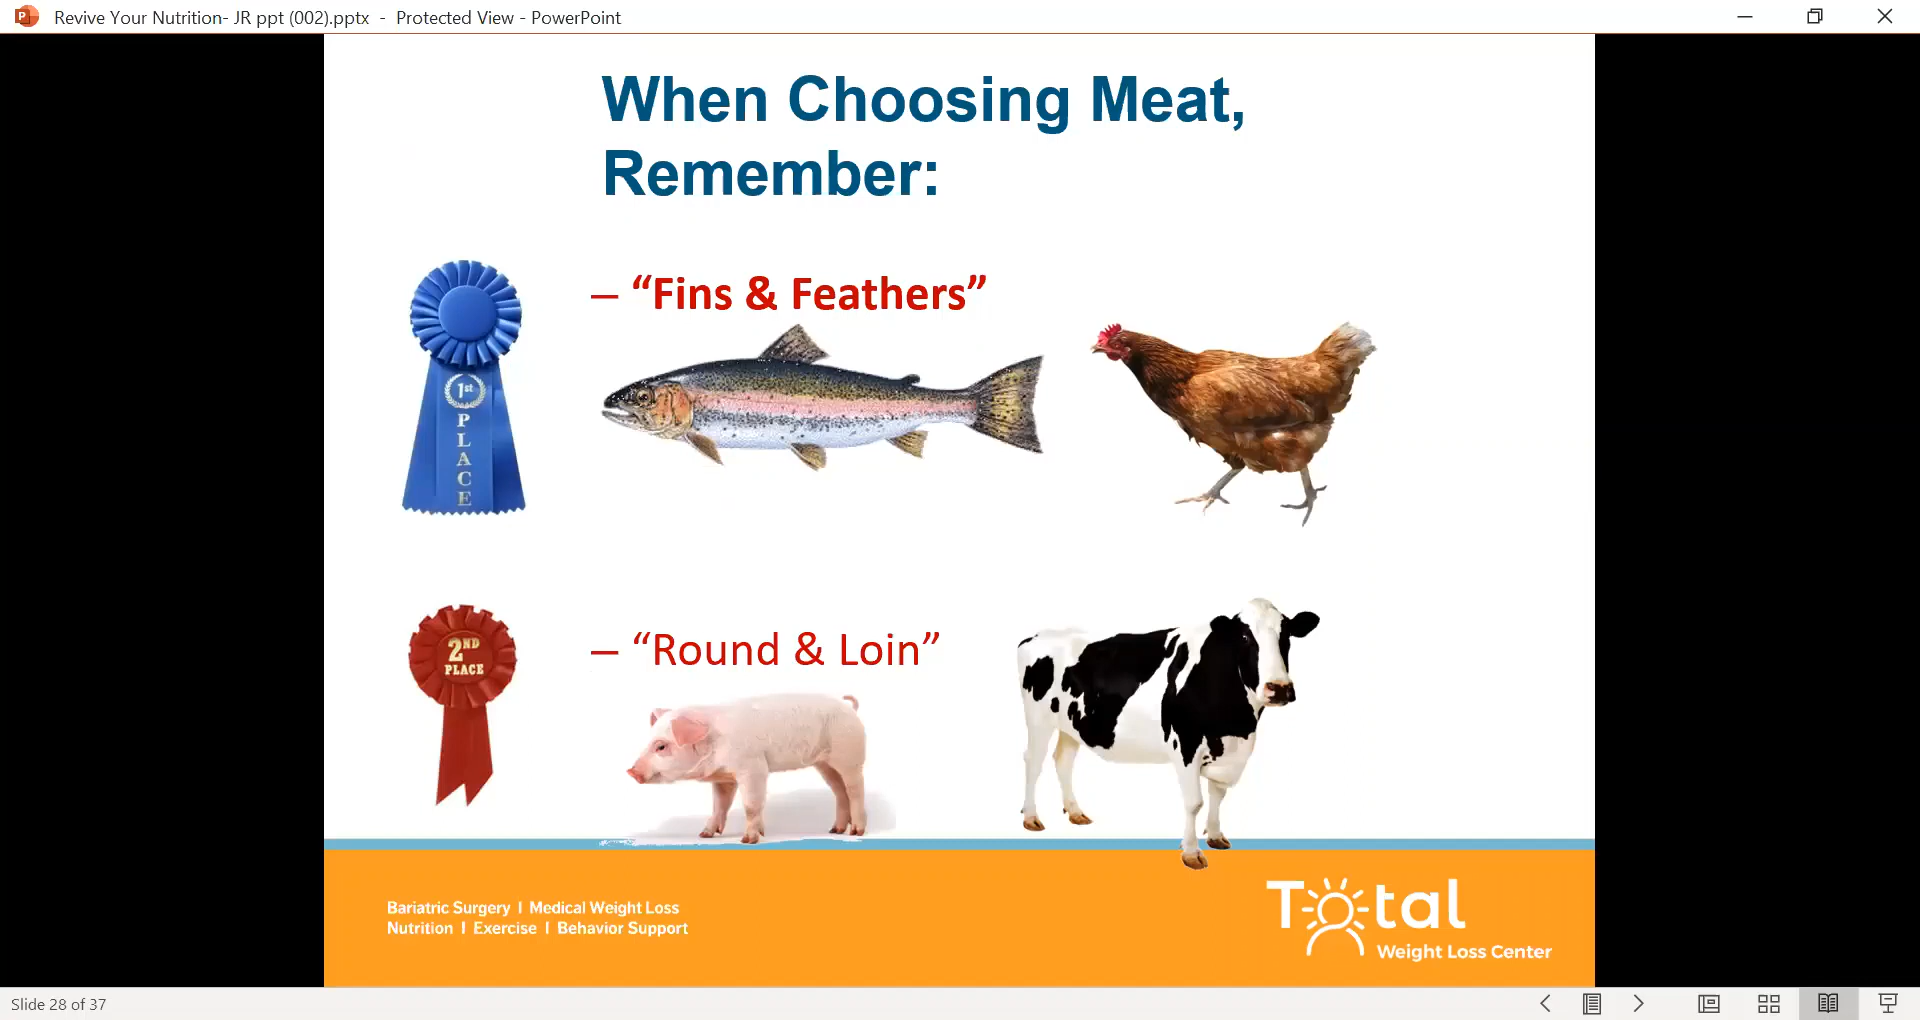 Revive Your Nutrition- JR ppt (002).pptx  -  Protected View - PowerPoint
When Choosing Meat,
Remember:
– “Fins & Feathers”
1st
PLACE
– “Round & Loin”
2ND
PLACE
Bariatric Surgery | Medical Weight Loss
Nutrition | Exercise | Behavior Support
Total
Weight Loss Center
Slide 28 of 37